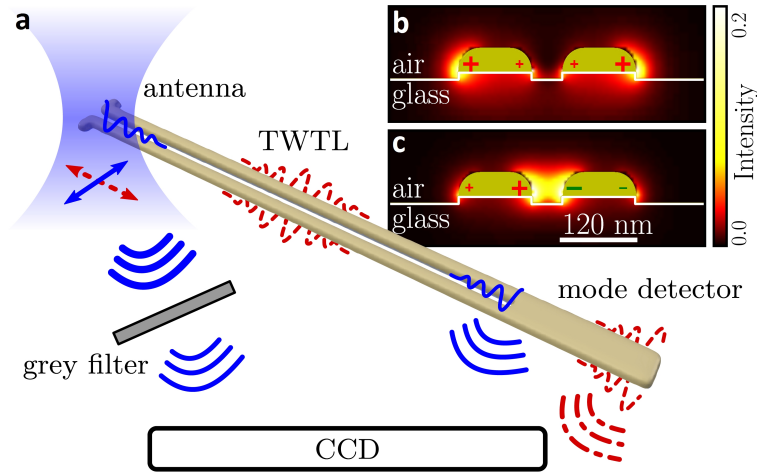 a
antenna
TWTL
mode detector
grey filter
CCD
b
+ + + +
air
glass
c
+ + − −
air
glass
120 nm
0.2
Intensity
0.0